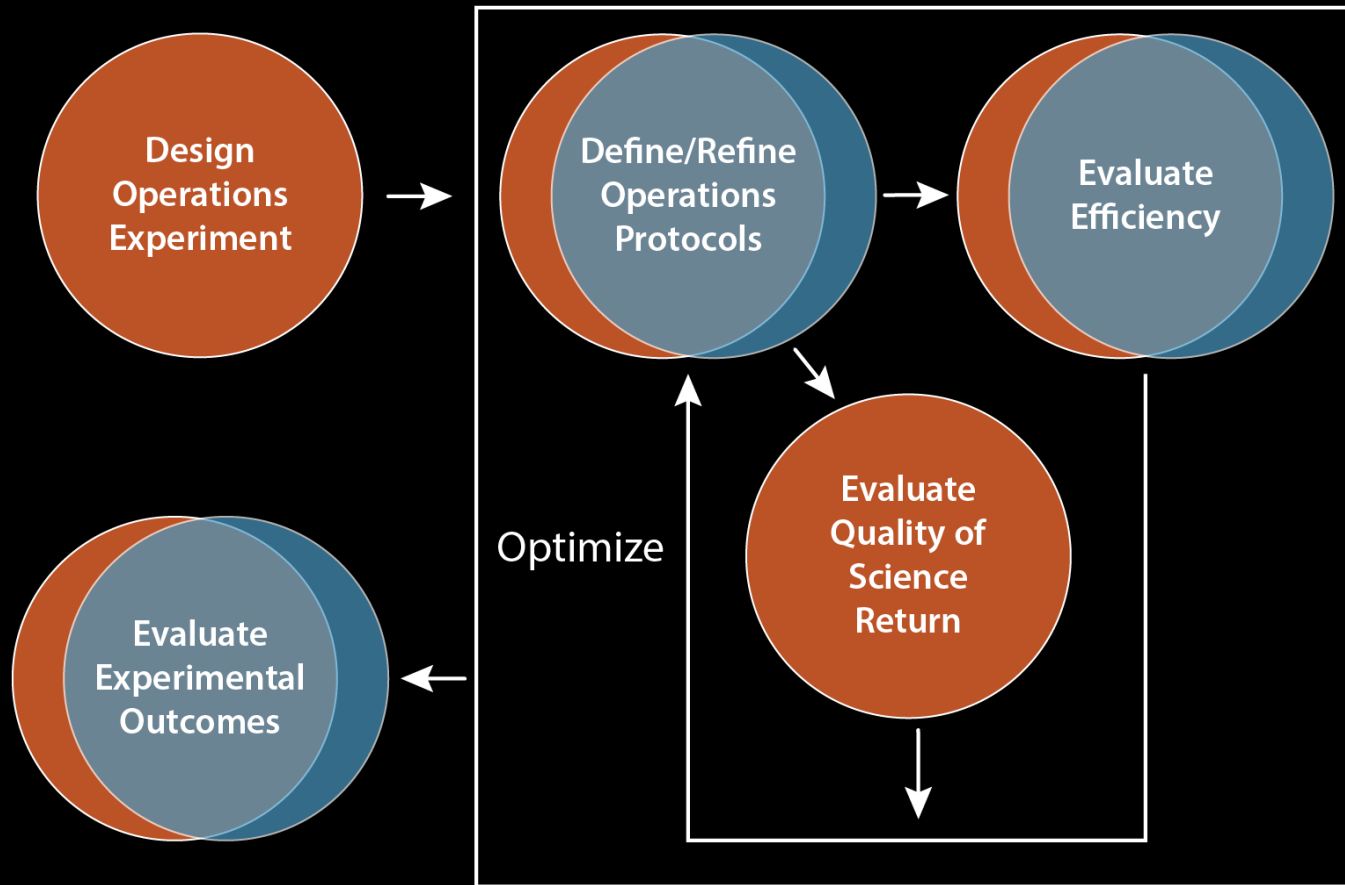 Design
Operations
Experiment
Define/Refine
Operations
Protocols
Evaluate
Efficiency
Evaluate
Quality of
Science
Return
Optimize
Evaluate
Experimental
Outcomes